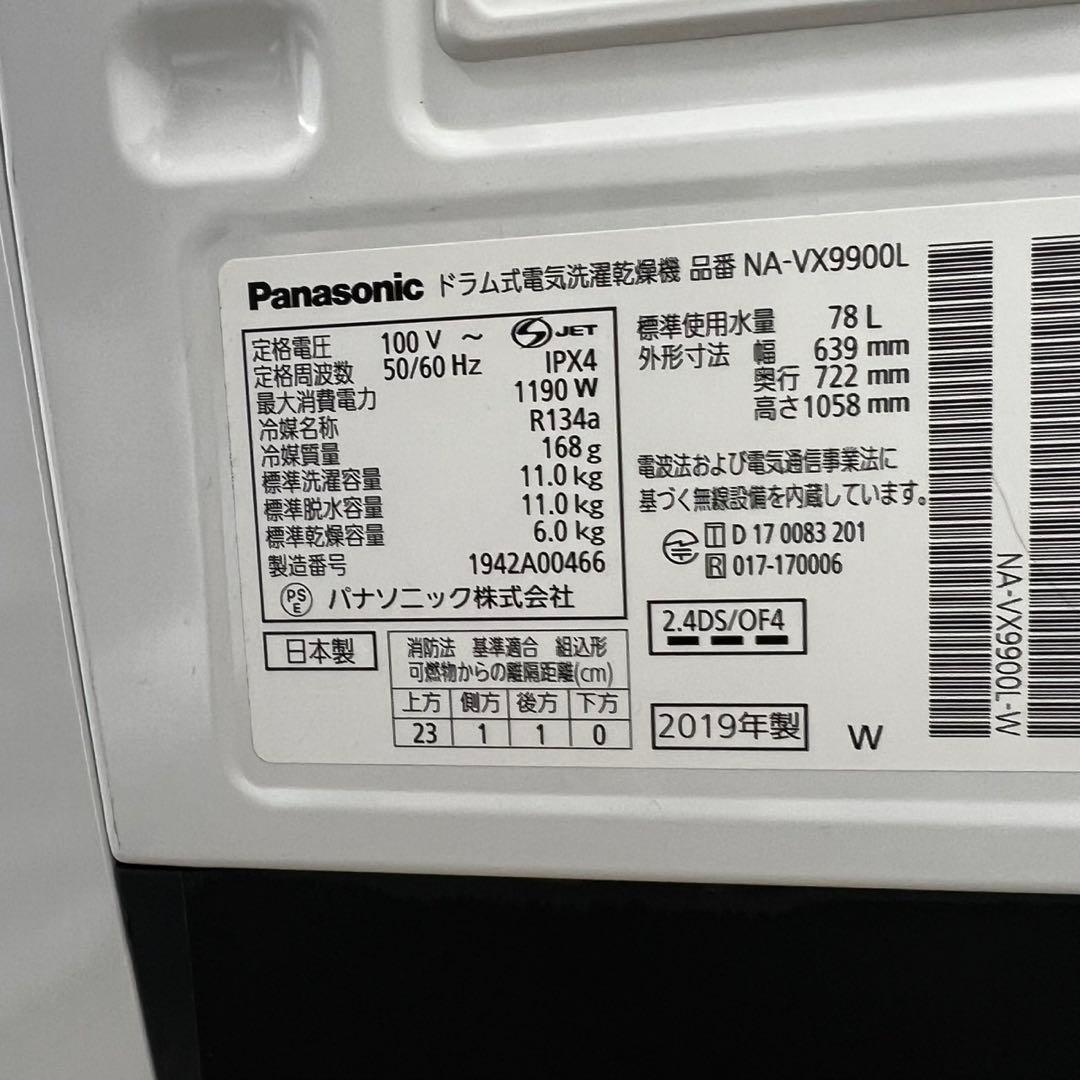 Panasonic ドラム式電気洗濯乾燥機 品番 NA-VX9900L
定格電圧 100 V ～ S JET
定格周波数 50/60 Hz IPX4
最大消費電力 1190 W
冷媒名称 R134a
冷媒質量 168 g
標準洗濯容量 11.0 kg
標準脱水容量 11.0 kg
標準乾燥容量 6.0 kg
製造番号 1942A00466
PSE パナソニック株式会社
日本製
消防法 基準適合 組込形
可燃物からの離隔距離(cm)
上方 側方 後方 下方
23 1 1 0
標準使用水量 78 L
外形寸法 幅 639 mm
奥行 722 mm
高さ 1058 mm
電波法および電気通信事業法に
基づく無線設備を内蔵しています。
T D 17 0083 201
R 017-170006
2.4DS/OF4
2019年製
W
NA-VX9900L-W